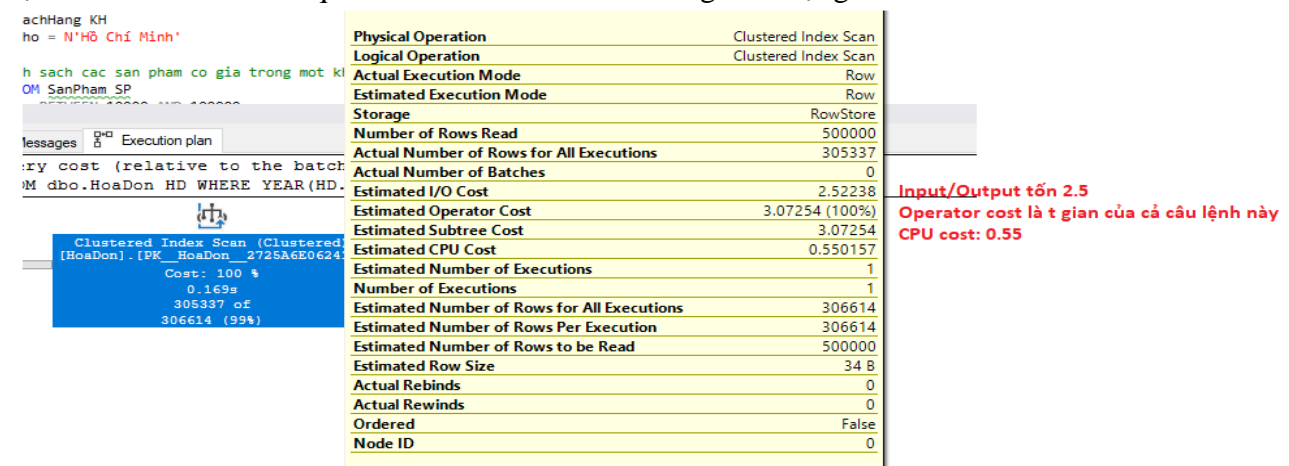 achHang KH
ho = N'Hồ Chí Minh'
h sach cac san pham co gia trong mot kh
OM SanPham SP
Messages Execution plan
ery cost (relative to the batch
OM dbo.HoaDon HD WHERE YEAR(HD.
Clustered Index Scan (Clustered)
[HoaDon].[PK__HoaDon__2725A6E06241
Cost: 100 %
0.169s
305337 of
306614 (99%)
Physical Operation Clustered Index Scan
Logical Operation Clustered Index Scan
Actual Execution Mode Row
Estimated Execution Mode Row
Storage RowStore
Number of Rows Read 500000
Actual Number of Rows for All Executions 305337
Actual Number of Batches 0
Estimated I/O Cost 2.52238
Estimated Operator Cost 3.07254 (100%)
Estimated Subtree Cost 3.07254
Estimated CPU Cost 0.550157
Estimated Number of Executions 1
Number of Executions 1
Estimated Number of Rows for All Executions 306614
Estimated Number of Rows Per Execution 306614
Estimated Number of Rows to be Read 500000
Estimated Row Size 34 B
Actual Rebinds 0
Actual Rewinds 0
Ordered False
Node ID 0
Input/Output tốn 2.5
Operator cost là t gian của cả câu lệnh này
CPU cost: 0.55